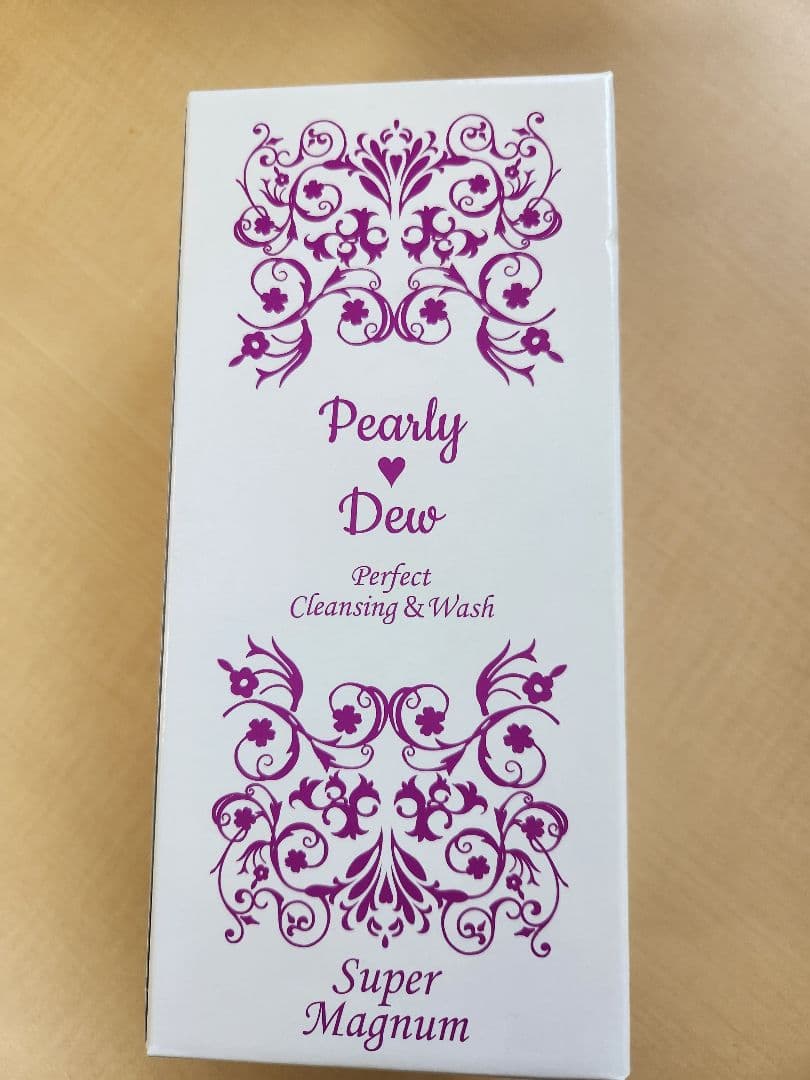 Pearly
♥
Dew
Perfect
Cleansing & Wash
Super
Magnum